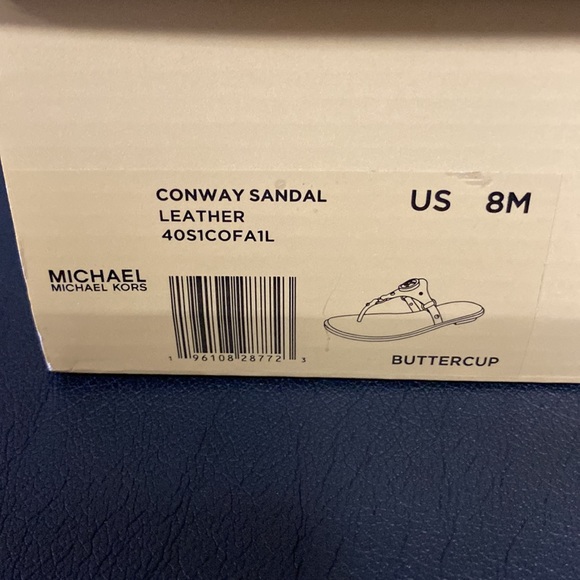 CONWAY SANDAL
LEATHER
40S1COFA1L
US 8M
MICHAEL
MICHAEL KORS
1 96108 28772 3
BUTTERCUP